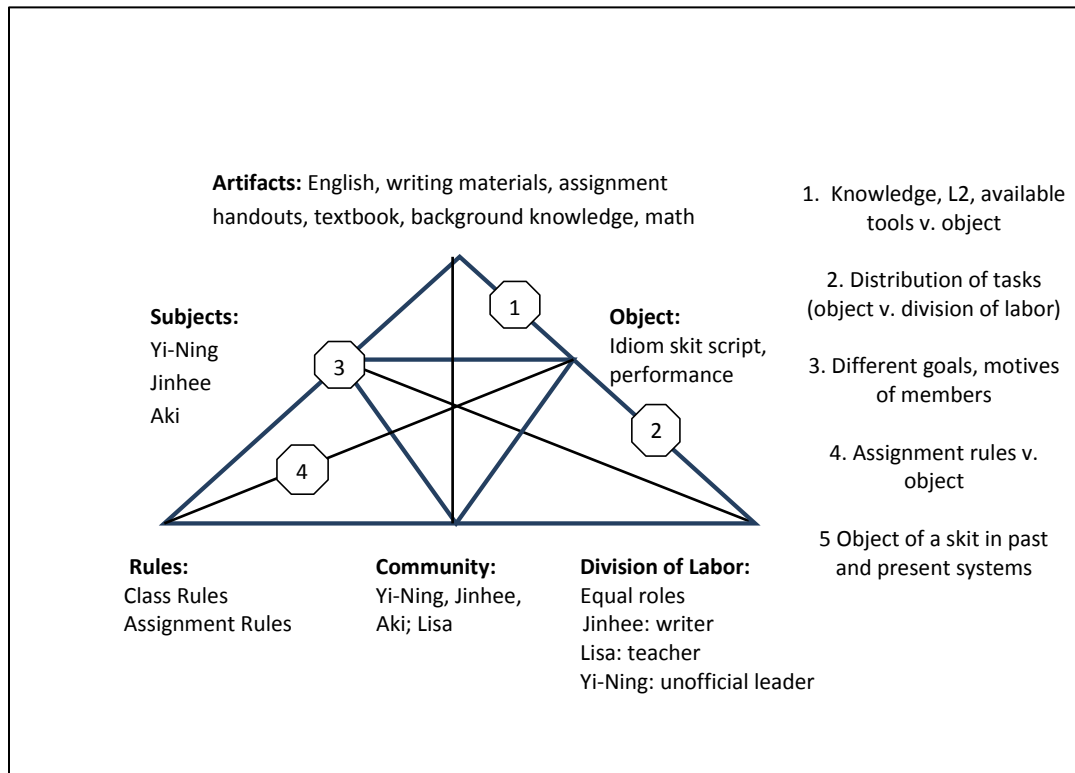 Artifacts: English, writing materials, assignment
handouts, textbook, background knowledge, math
Subjects:
Yi-Ning
Jinhee
Aki
1
3
2
4
Object:
Idiom skit script,
performance
Rules:
Class Rules
Assignment Rules
Community:
Yi-Ning, Jinhee,
Aki; Lisa
Division of Labor:
Equal roles
Jinhee: writer
Lisa: teacher
Yi-Ning: unofficial leader
1. Knowledge, L2, available
tools v. object
2. Distribution of tasks
(object v. division of labor)
3. Different goals, motives
of members
4. Assignment rules v.
object
5 Object of a skit in past
and present systems